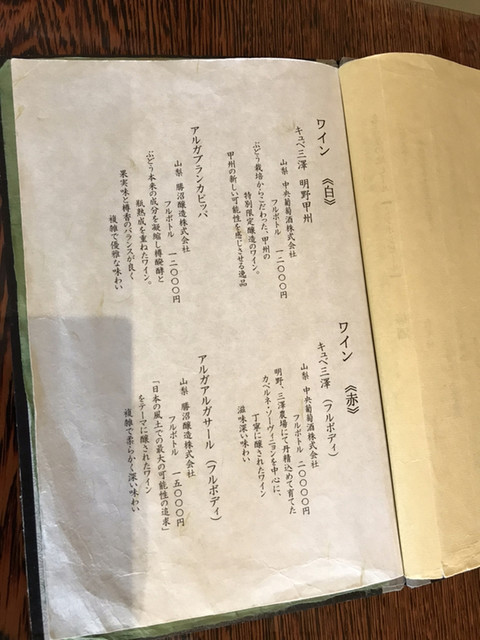 ワイン 《白》
キュベ三澤 明野甲州
山梨 中央葡萄酒株式会社
フルボトル 一二〇〇〇円
ぶどう栽培からこだわった、甲州の
特別限定醸造のワイン。
甲州の新しい可能性を感じさせる逸品
アルガブランカピッパ
山梨 勝沼醸造株式会社
フルボトル 一二〇〇〇円
ぶどう本来の成分を凝縮し樽醗酵と
瓶熟成を重ねたワイン。
果実味と樽香のバランスが良く
複雑で優雅な味わい
ワイン 《赤》
キュベ三澤 (フルボディ)
山梨 中央葡萄酒株式会社
フルボトル 二〇〇〇〇円
明野、三澤農場にて丹精込めて育てた
カベルネ・ソーヴィニヨンを中心に、
丁寧に醸されたワイン
滋味深い味わい
アルガアルガサール (フルボディ)
山梨 勝沼醸造株式会社
フルボトル 一五〇〇〇円
「日本の風土での最大の可能性の追求」
をテーマに醸されたワイン
複雑で柔らかく深い味わい